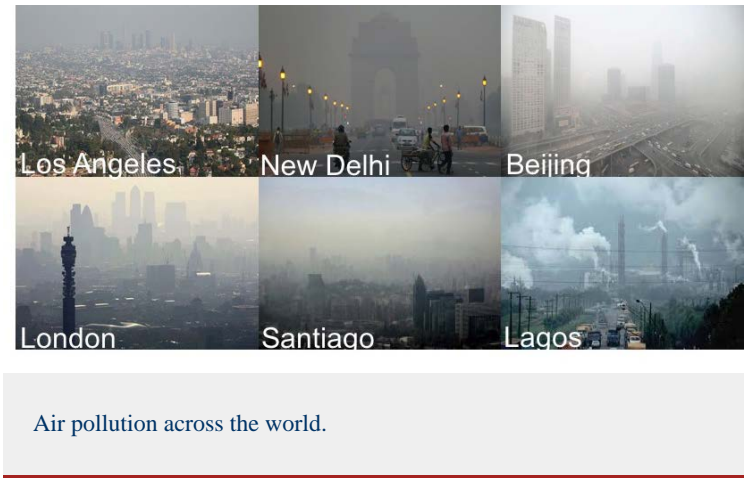 Los Angeles
New Delhi
Beijing
London
Santiago
Lagos
Air pollution across the world.